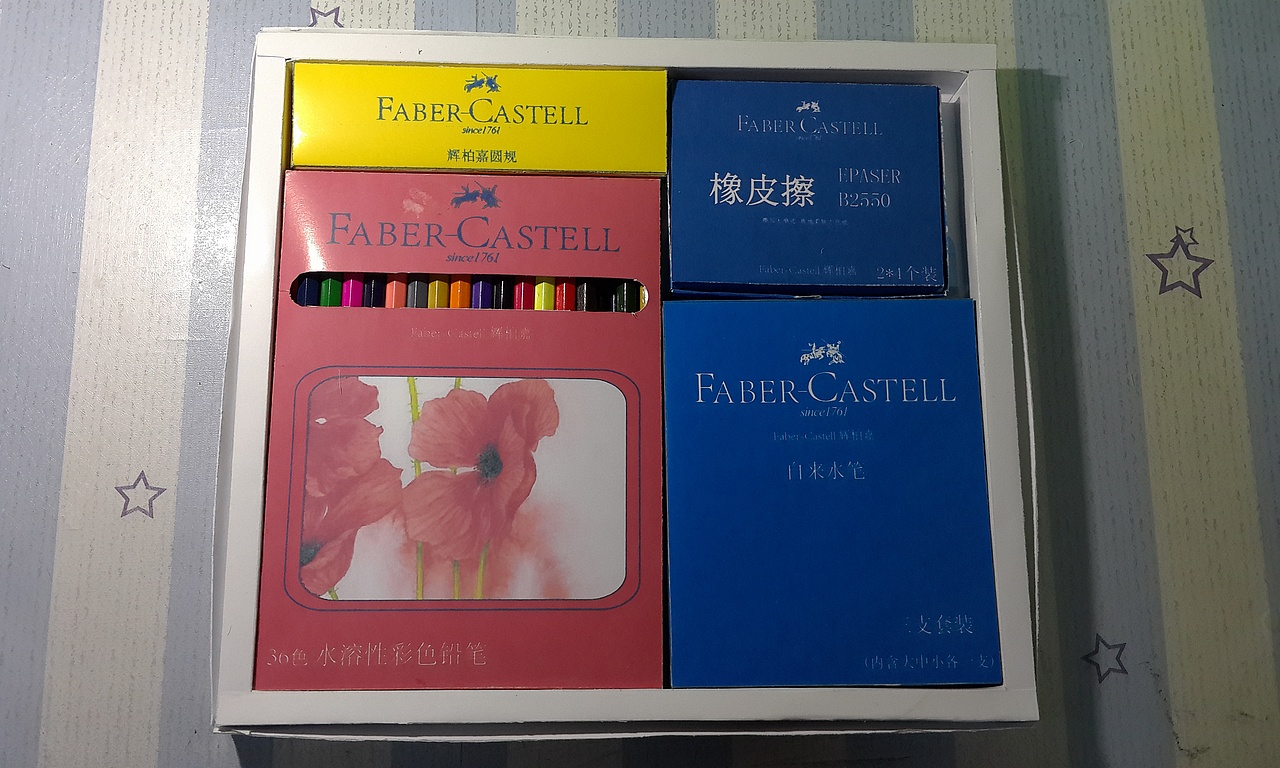 FABER-CASTELL
since1761
辉柏嘉圆规
FABER-CASTELL
since1761
Faber-Castell 辉柏嘉
36色 水溶性彩色铅笔
FABER CASTELL
橡皮擦
EPASER
B2550
Faber-Casted 辉柏嘉
2*1个装
FABER-CASTELL
since1761
Faber-Castell 辉柏嘉
自来水笔
三支套装
(内含大中小各一支)